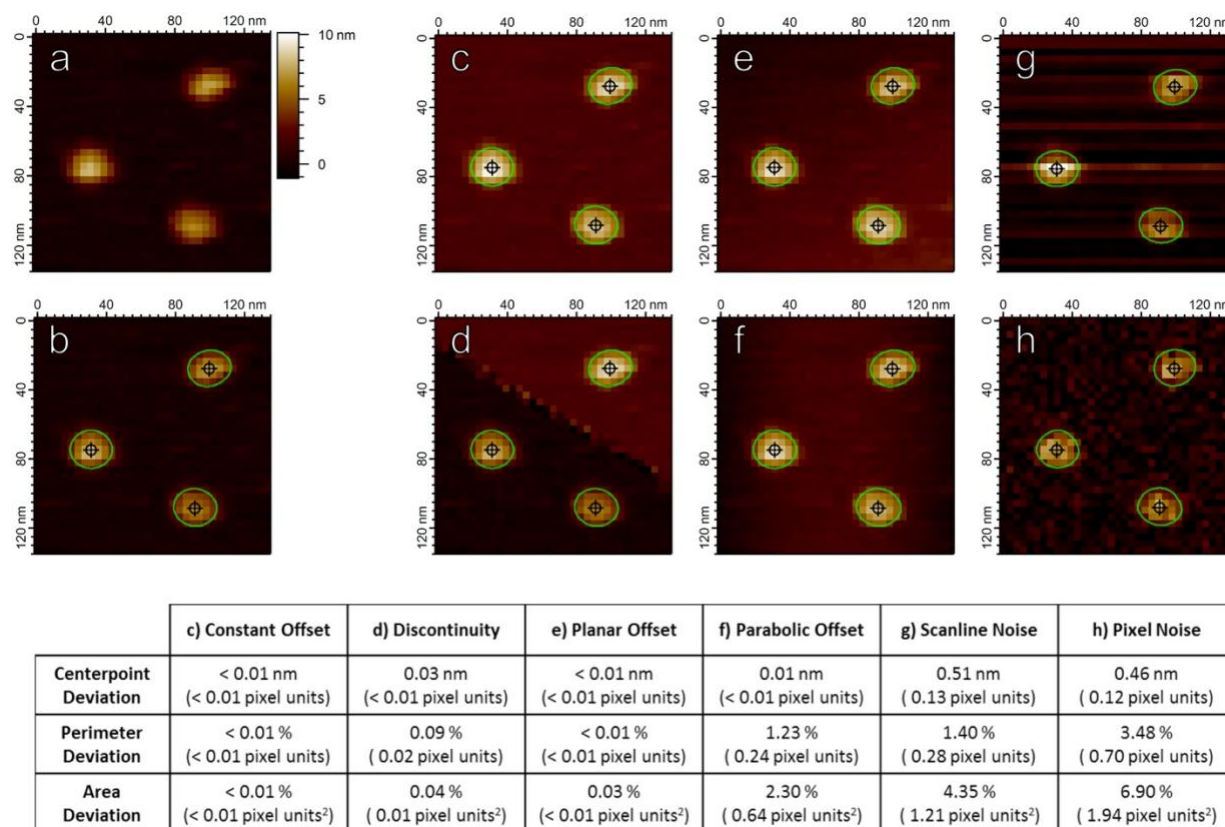 0 40 80 120 nm
0 40 80 120 nm
0 40 80 120 nm
0 40 80 120 nm
a
0
40
80
120 nm
10 nm
5
0
c
0
40
80
120 nm
e
0
40
80
120 nm
g
0
40
80
120 nm
0 40 80 120 nm
0 40 80 120 nm
0 40 80 120 nm
0 40 80 120 nm
b
0
40
80
120 nm
d
0
40
80
120 nm
f
0
40
80
120 nm
h
0
40
80
120 nm
c) Constant Offset d) Discontinuity e) Planar Offset f) Parabolic Offset g) Scanline Noise h) Pixel Noise
Centerpoint < 0.01 nm 0.03 nm < 0.01 nm 0.01 nm 0.51 nm 0.46 nm
Deviation (< 0.01 pixel units) (< 0.01 pixel units) (< 0.01 pixel units) (< 0.01 pixel units) ( 0.13 pixel units) ( 0.12 pixel units)
Perimeter < 0.01 % 0.09 % < 0.01 % 1.23 % 1.40 % 3.48 %
Deviation (< 0.01 pixel units) ( 0.02 pixel units) (< 0.01 pixel units) ( 0.24 pixel units) ( 0.28 pixel units) ( 0.70 pixel units)
Area < 0.01 % 0.04 % 0.03 % 2.30 % 4.35 % 6.90 %
Deviation (< 0.01 pixel units²) ( 0.01 pixel units²) (< 0.01 pixel units²) ( 0.64 pixel units²) ( 1.21 pixel units²) ( 1.94 pixel units²)